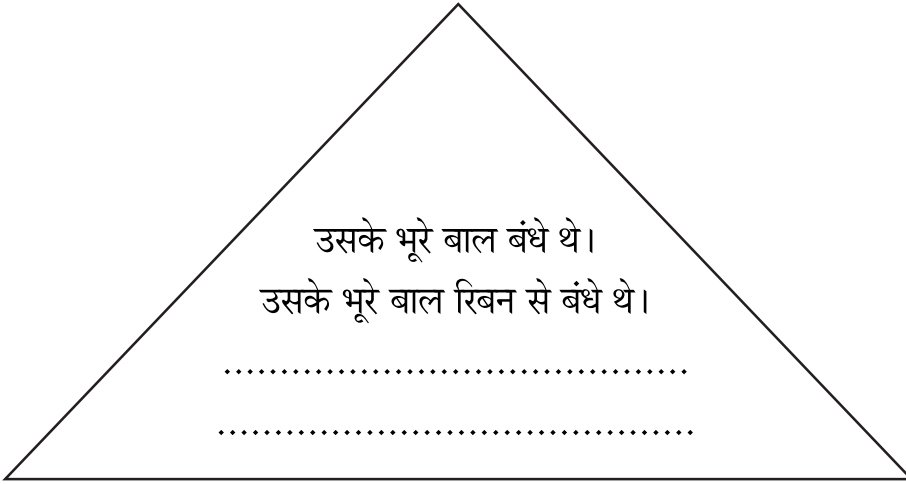 उसके भूरे बाल बंधे थे।
उसके भूरे बाल रिबन से बंधे थे।
........................................
.........................................